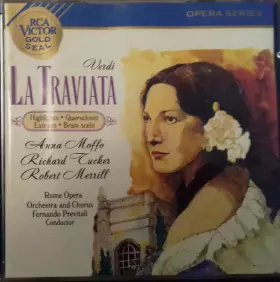 RCA
VICTOR
GOLD
SEAL
OPERA SERIES
Verdi
LA TRAVIATA
Highlights • Querschnitt
Extraits • Brani scelti
Anna Moffo
Richard Tucker
Robert Merrill
Rome Opera
Orchestra and Chorus
Fernando Previtali
Conductor